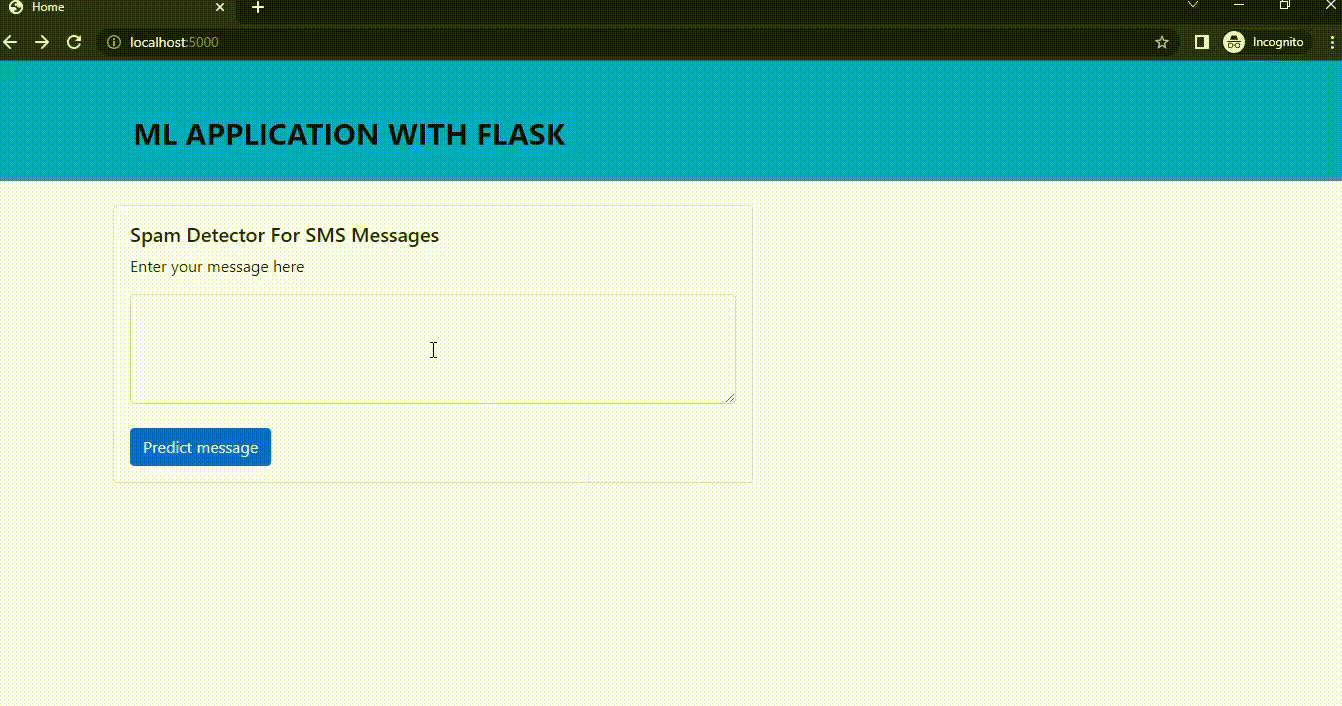 Home
localhost:5000
Incognito
ML APPLICATION WITH FLASK
Spam Detector For SMS Messages
Enter your message here
Predict message